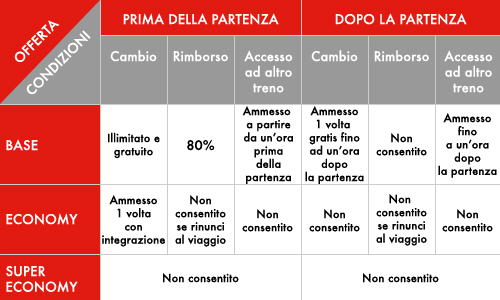 OFFERTA
CONDIZIONI
PRIMA DELLA PARTENZA
DOPO LA PARTENZA
Cambio
Rimborso
Accesso
ad altro
treno
Cambio
Rimborso
Accesso
ad altro
treno
BASE
Illimitato e
gratuito
80%
Ammesso
a partire
da un'ora
prima
della
partenza
Ammesso
1 volta
gratis fino
ad un'ora
dopo
la partenza
Non
consentito
Ammesso
fino
a un'ora
dopo
la partenza
ECONOMY
Ammesso
1 volta
con
integrazione
Non
consentito
se rinunci
al viaggio
Non
consentito
Non
consentito
Non
consentito
se rinunci
al viaggio
Non
consentito
SUPER
ECONOMY
Non consentito
Non consentito